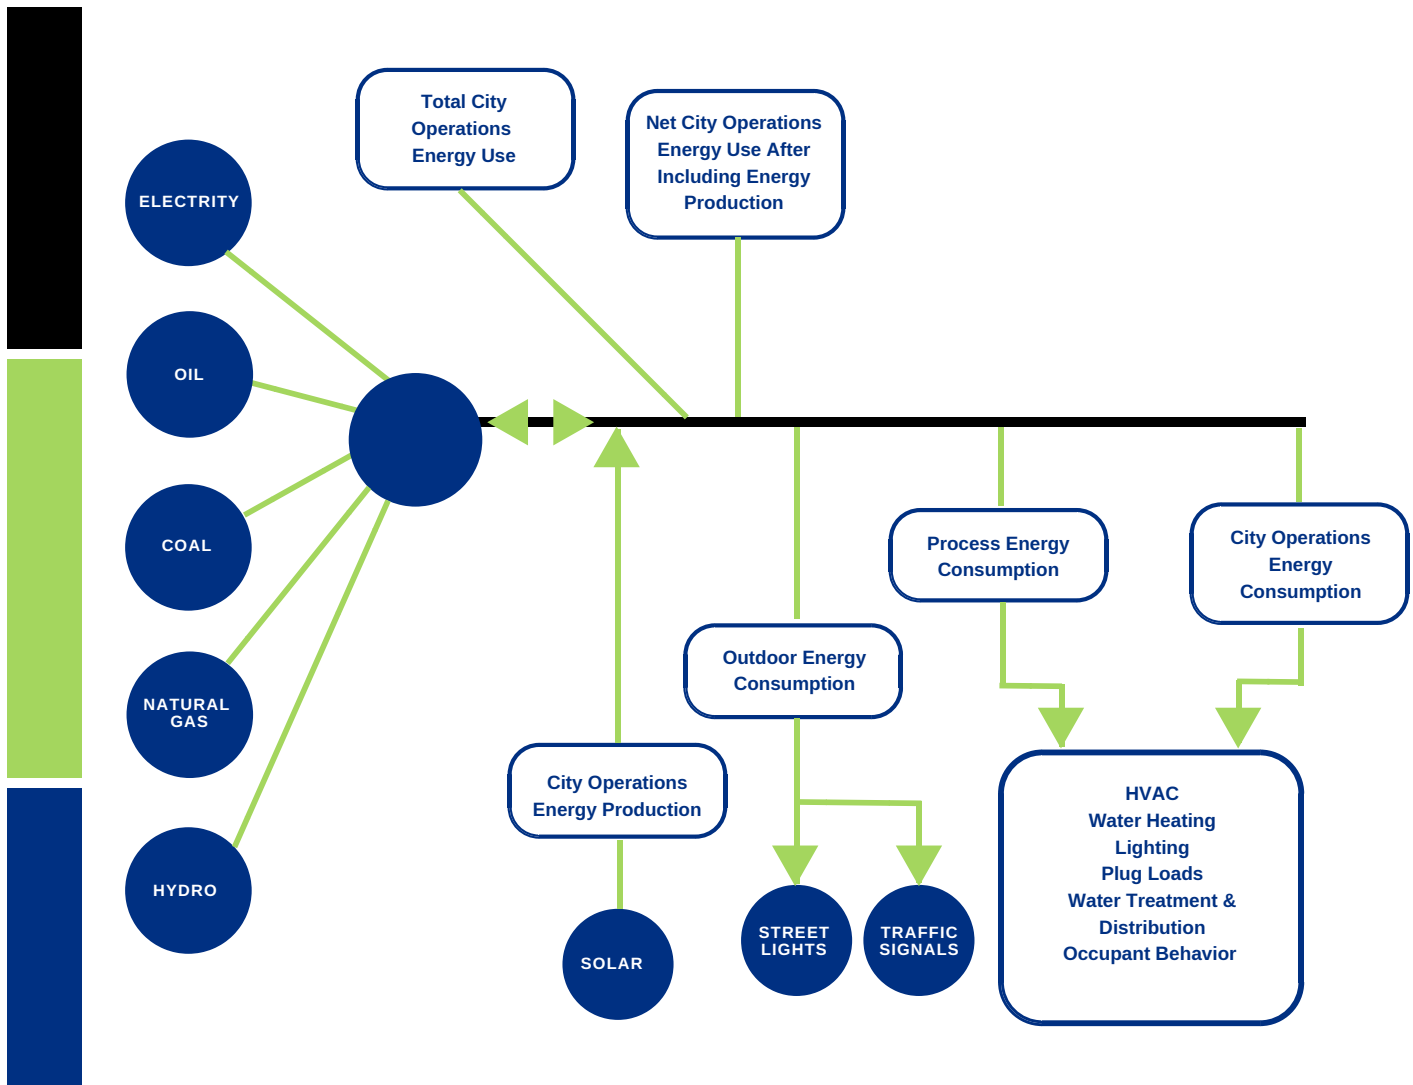 Total City
Operations
Energy Use
Net City Operations
Energy Use After
Including Energy
Production
ELECTRITY
OIL
COAL
NATURAL
GAS
HYDRO
Process Energy
Consumption
City Operations
Energy
Consumption
Outdoor Energy
Consumption
City Operations
Energy Production
HVAC
Water Heating
Lighting
Plug Loads
Water Treatment &
Distribution
Occupant Behavior
SOLAR
STREET
LIGHTS
TRAFFIC
SIGNALS